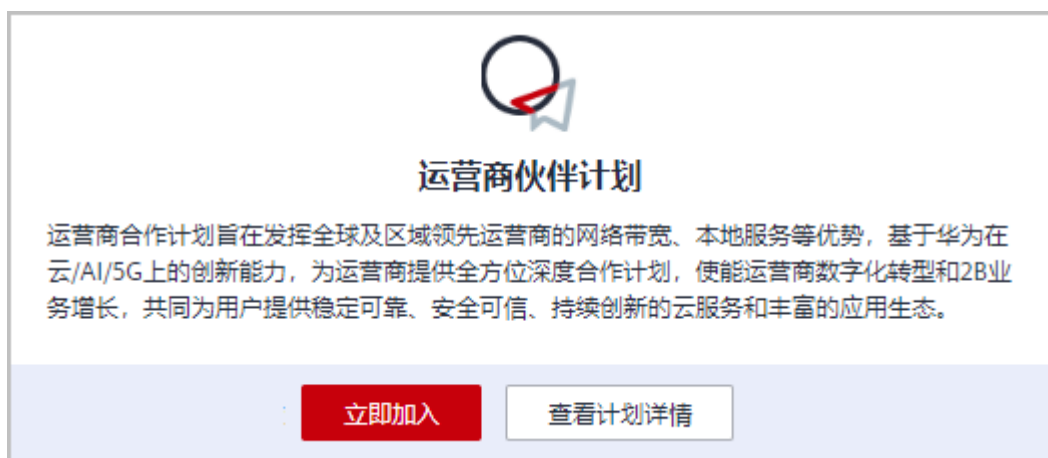 运营商伙伴计划
运营商合作计划旨在发挥全球及区域领先运营商的网络带宽、本地服务等优势，基于华为在
云/AI/5G上的创新能力，为运营商提供全方位深度合作计划，使能运营商数字化转型和2B业
务增长，共同为用户提供稳定可靠、安全可信、持续创新的云服务和丰富的应用生态。
立即加入
查看计划详情